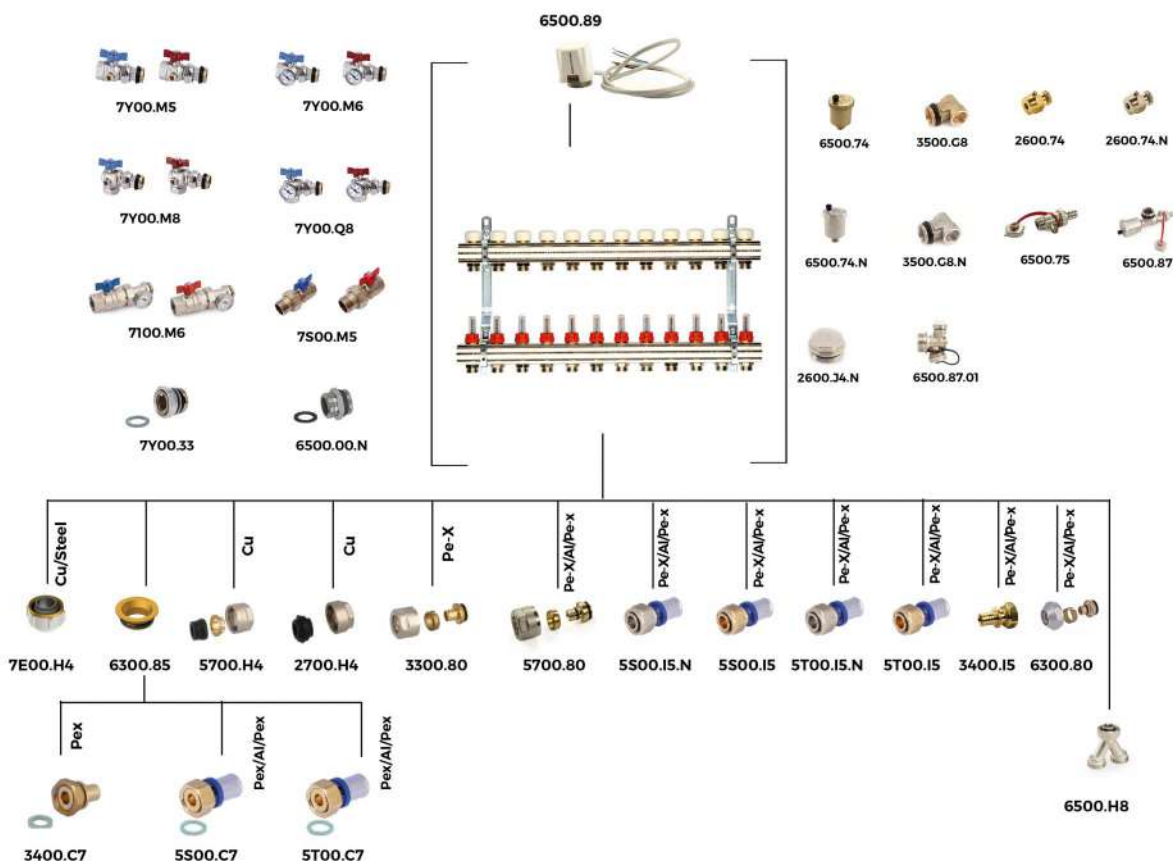 6500.89
7Y00.M5
7Y00.M6
7Y00.M8
7Y00.Q8
7100.M6
7S00.M5
7Y00.33
6500.00.N
6500.74
3500.G8
2600.74
2600.74.N
6500.74.N
3500.G8.N
6500.75
6500.87
2600.J4.N
6500.87.01
Cu/Steel
Cu
Cu
Pe-X
Pe-X/Al/Pe-x
Pe-X/Al/Pe-x
Pe-X/Al/Pe-x
Pe-X/Al/Pe-x
Pe-X/Al/Pe-x
Pe-X/Al/Pe-x
Pe-X/Al/Pe-x
7E00.H4
6300.85
5700.H4
2700.H4
3300.80
5700.80
5S00.I5.N
5S00.I5
5T00.I5.N
5T00.I5
3400.I5
6300.80
Pex
Pex/Al/Pex
Pex/Al/Pex
3400.C7
5S00.C7
5T00.C7
6500.H8